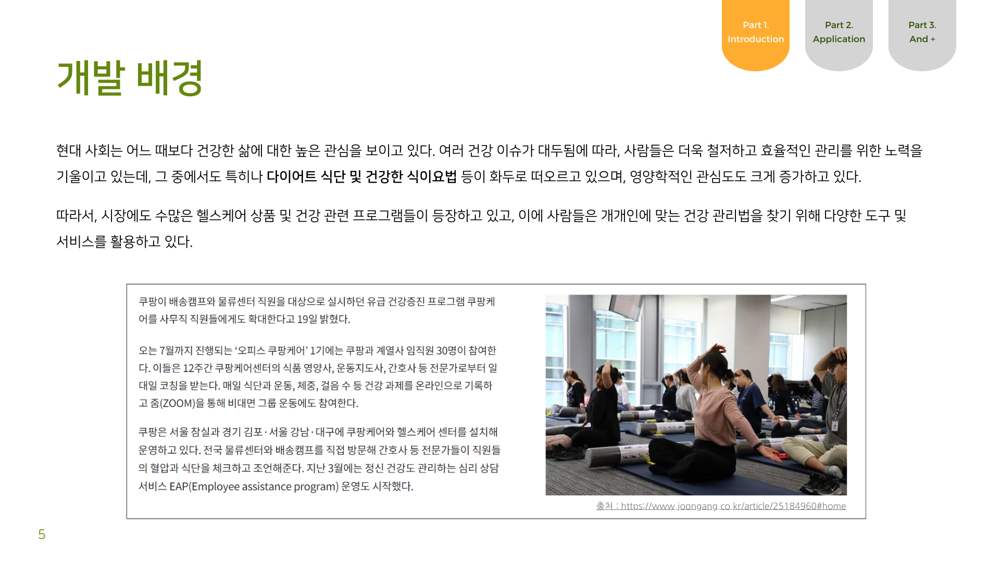 Part 1.
Introduction
Part 2.
Application
Part 3.
And +
개발 배경
현대 사회는 어느 때보다 건강한 삶에 대한 높은 관심을 보이고 있다. 여러 건강 이슈가 대두됨에 따라, 사람들은 더욱 철저하고 효율적인 관리를 위한 노력을
기울이고 있는데, 그 중에서도 특히나 다이어트 식단 및 건강한 식이요법 등이 화두로 떠오르고 있으며, 영양학적인 관심도도 크게 증가하고 있다.
따라서, 시장에도 수많은 헬스케어 상품 및 건강 관련 프로그램들이 등장하고 있고, 이에 사람들은 개개인에 맞는 건강 관리법을 찾기 위해 다양한 도구 및
서비스를 활용하고 있다.
쿠팡이 배송캠프와 물류센터 직원을 대상으로 실시하던 유급 건강증진 프로그램 쿠팡케
어를 사무직 직원들에게도 확대한다고 19일 밝혔다.
오는 7월까지 진행되는 ‘오피스 쿠팡케어’ 1기에는 쿠팡과 계열사 임직원 30명이 참여한
다. 이들은 12주간 쿠팡케어센터의 식품 영양사, 운동지도사, 간호사 등 전문가로부터 일
대일 코칭을 받는다. 매일 식단과 운동, 체중, 걸음 수 등 건강 과제를 온라인으로 기록하
고 줌(ZOOM)을 통해 비대면 그룹 운동에도 참여한다.
쿠팡은 서울 잠실과 경기 김포·서울 강남·대구에 쿠팡케어와 헬스케어 센터를 설치해
운영하고 있다. 전국 물류센터와 배송캠프를 직접 방문해 간호사 등 전문가들이 직원들
의 혈압과 식단을 체크하고 조언해준다. 지난 3월에는 정신 건강도 관리하는 심리 상담
서비스 EAP(Employee assistance program) 운영도 시작했다.
출처 : https://www.joongang.co.kr/article/25184960#home
5